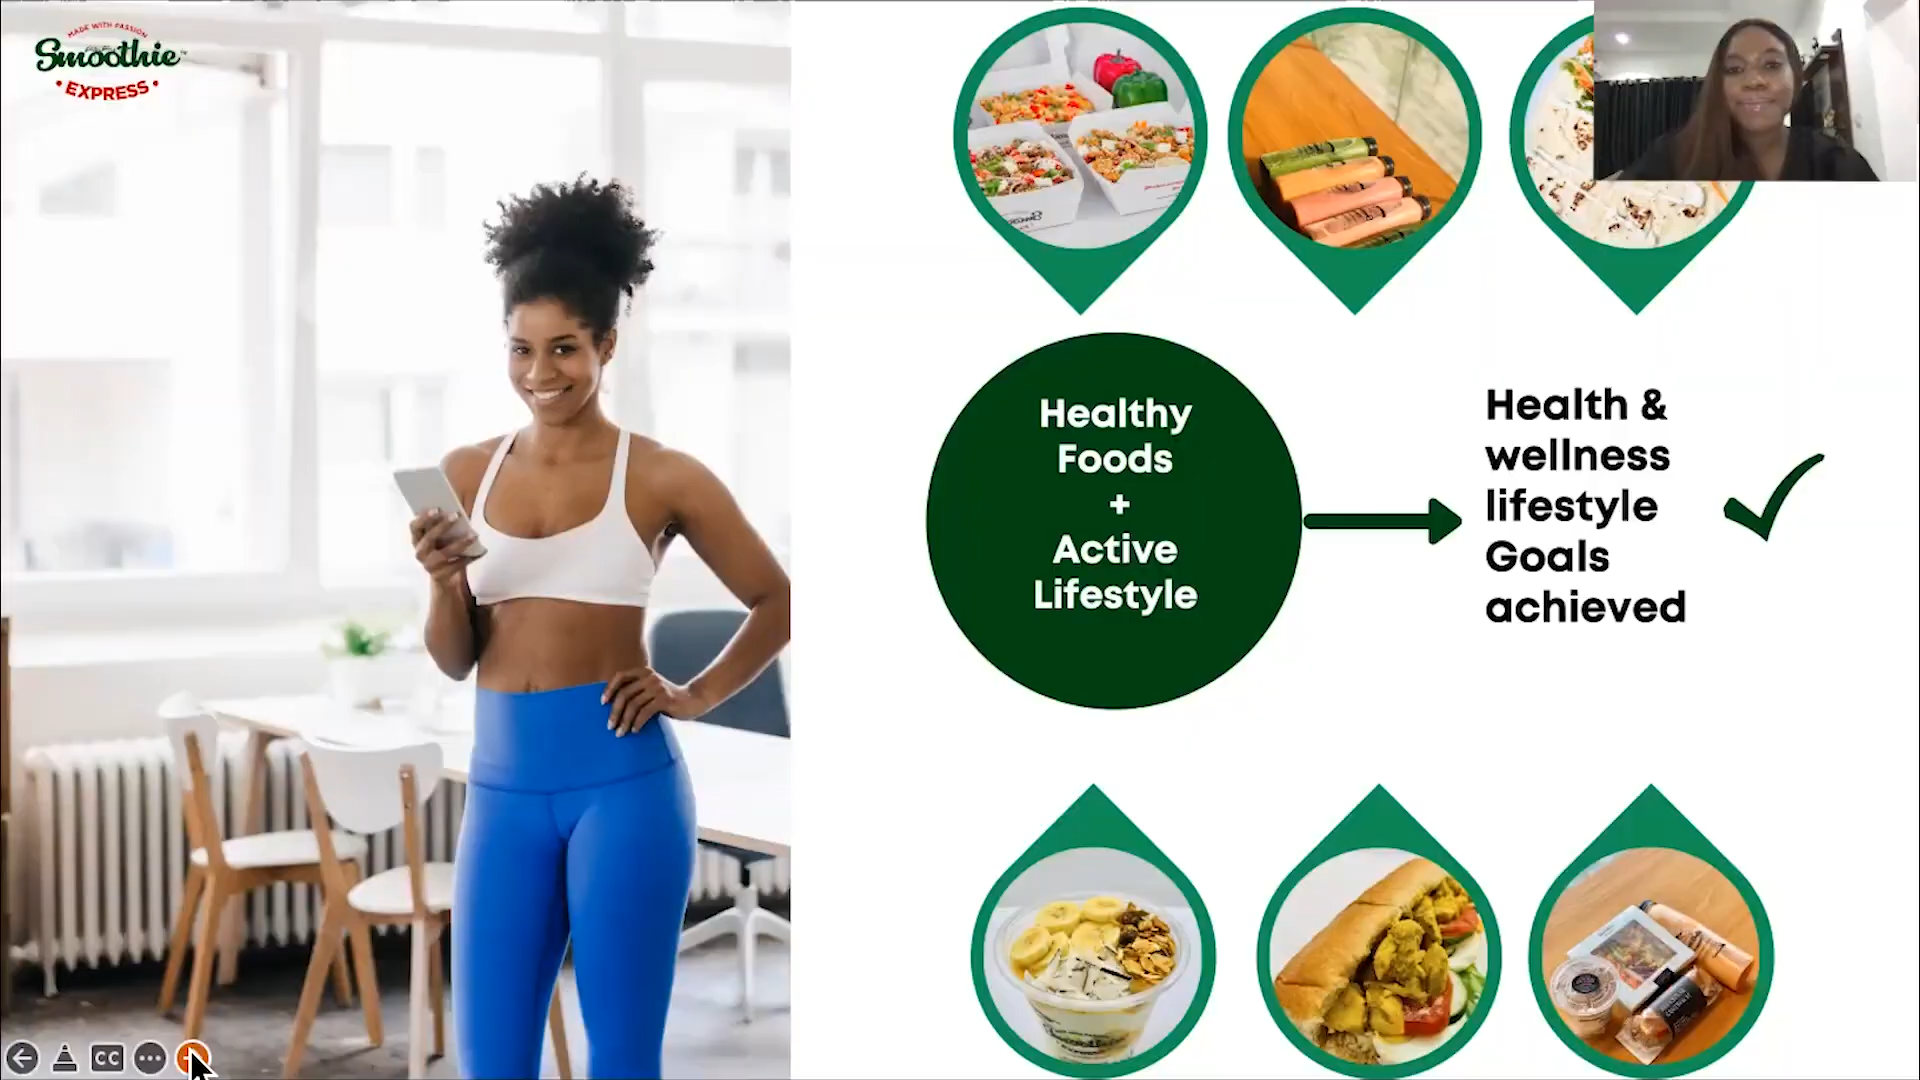 MADE WITH PASSION
Smoothie
EXPRESS
Healthy
Foods
+
Active
Lifestyle
Health &
wellness
lifestyle
Goals
achieved
CC